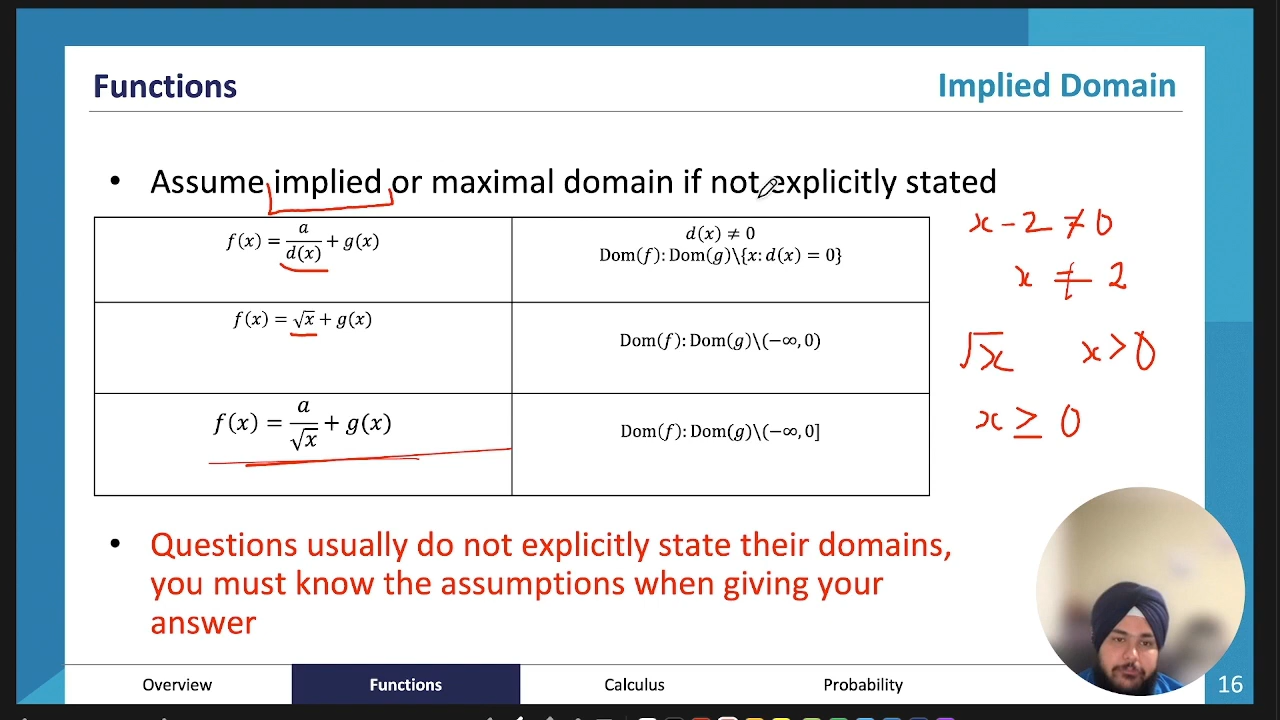 Functions
Implied Domain
• Assume implied or maximal domain if not explicitly stated
f(x) = a/d(x) + g(x)
d(x) ≠ 0
Dom(f): Dom(g)\{x: d(x) = 0}
f(x) = √x + g(x)
Dom(f): Dom(g)\(−∞, 0)
f(x) = a/√x + g(x)
Dom(f): Dom(g)\(−∞, 0]
x − 2 ≠ 0
x ≠ 2
√x x > 0
x ≥ 0
• Questions usually do not explicitly state their domains,
you must know the assumptions when giving your
answer
Overview
Functions
Calculus
Probability
16